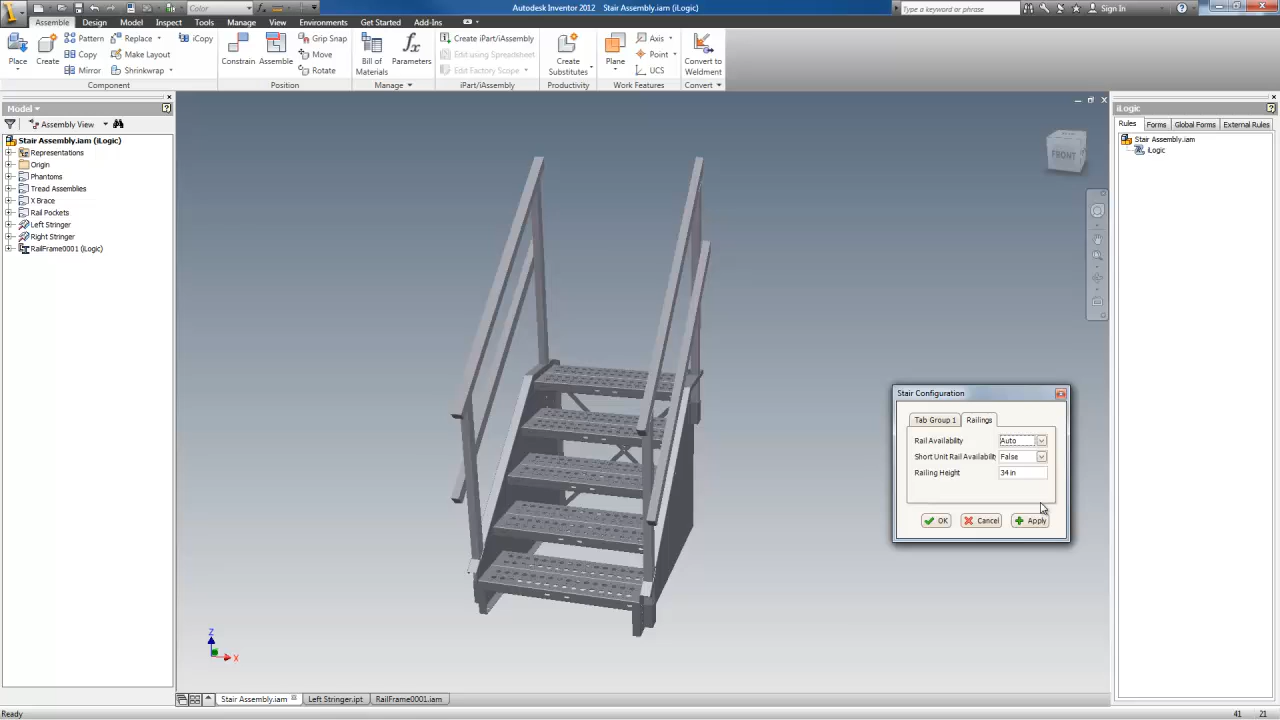 Color
Autodesk Inventor 2012 Stair Assembly.iam (iLogic)
Type a keyword or phrase
Sign In
Assemble Design Model Inspect Tools Manage View Environments Get Started Add-Ins
Place
Create
Pattern
Copy
Mirror
Replace
Make Layout
Shrinkwrap
iCopy
Component
Constrain
Assemble
Grip Snap
Move
Rotate
Position
Bill of
Materials
Parameters
Manage
Create iPart/iAssembly
Edit using Spreadsheet
Edit Factory Scope
iPart/iAssembly
Create
Substitutes
Productivity
Plane
Axis
Point
UCS
Work Features
Convert to
Weldment
Convert
Model
Assembly View
Stair Assembly.iam (iLogic)
Representations
Origin
Phantoms
Tread Assemblies
X Brace
Rail Pockets
Left Stringer
Right Stringer
RailFrame0001 (iLogic)
FRONT
Z
X
Stair Configuration
Tab Group 1 Railings
Rail Availability Auto
Short Unit Rail Availability False
Railing Height 34 in
OK Cancel Apply
iLogic
Rules Forms Global Forms External Rules
Stair Assembly.iam
iLogic
Stair Assembly.iam Left Stringer.ipt RailFrame0001.iam
Ready
41 21